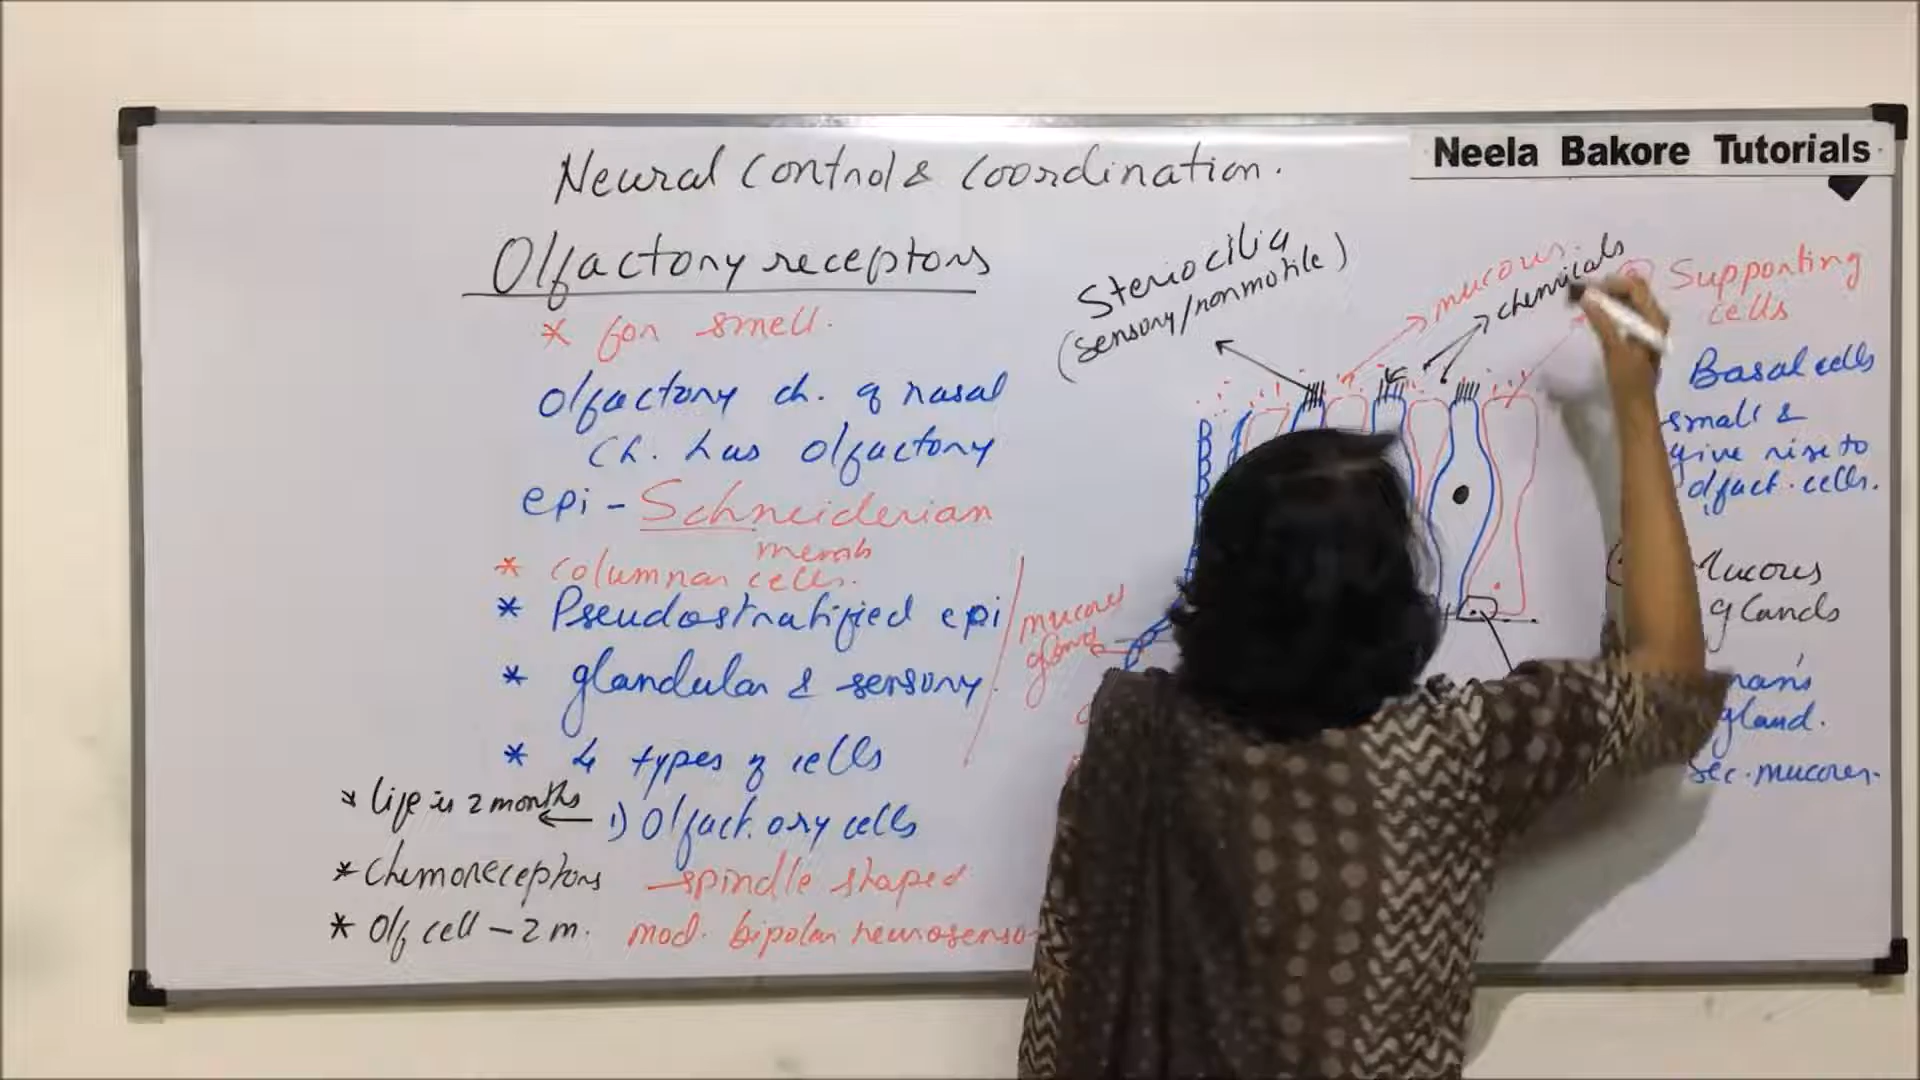 Neela Bakore Tutorials
Neural Control & Coordination.
Olfactory receptors
* for smell.
Olfactory ch. of nasal
Ch. has olfactory
epi - Schneiderian
memb
* columnar cells.
* Pseudostratified epi
* glandular & sensory.
* 4 types of cells
1) Olfactory cells
* life is 2 months
* Chemoreceptors
- spindle shaped
* Olf cell - 2 m.
mod. bipolar neurosenso
Steriocilia
(sensory/nonmotile)
mucous
chemicals
mucous
gland
Supporting
cells
Basal cells
small &
give rise to
olfact. cells.
Mucous
glands
man's
gland.
sec. mucous.